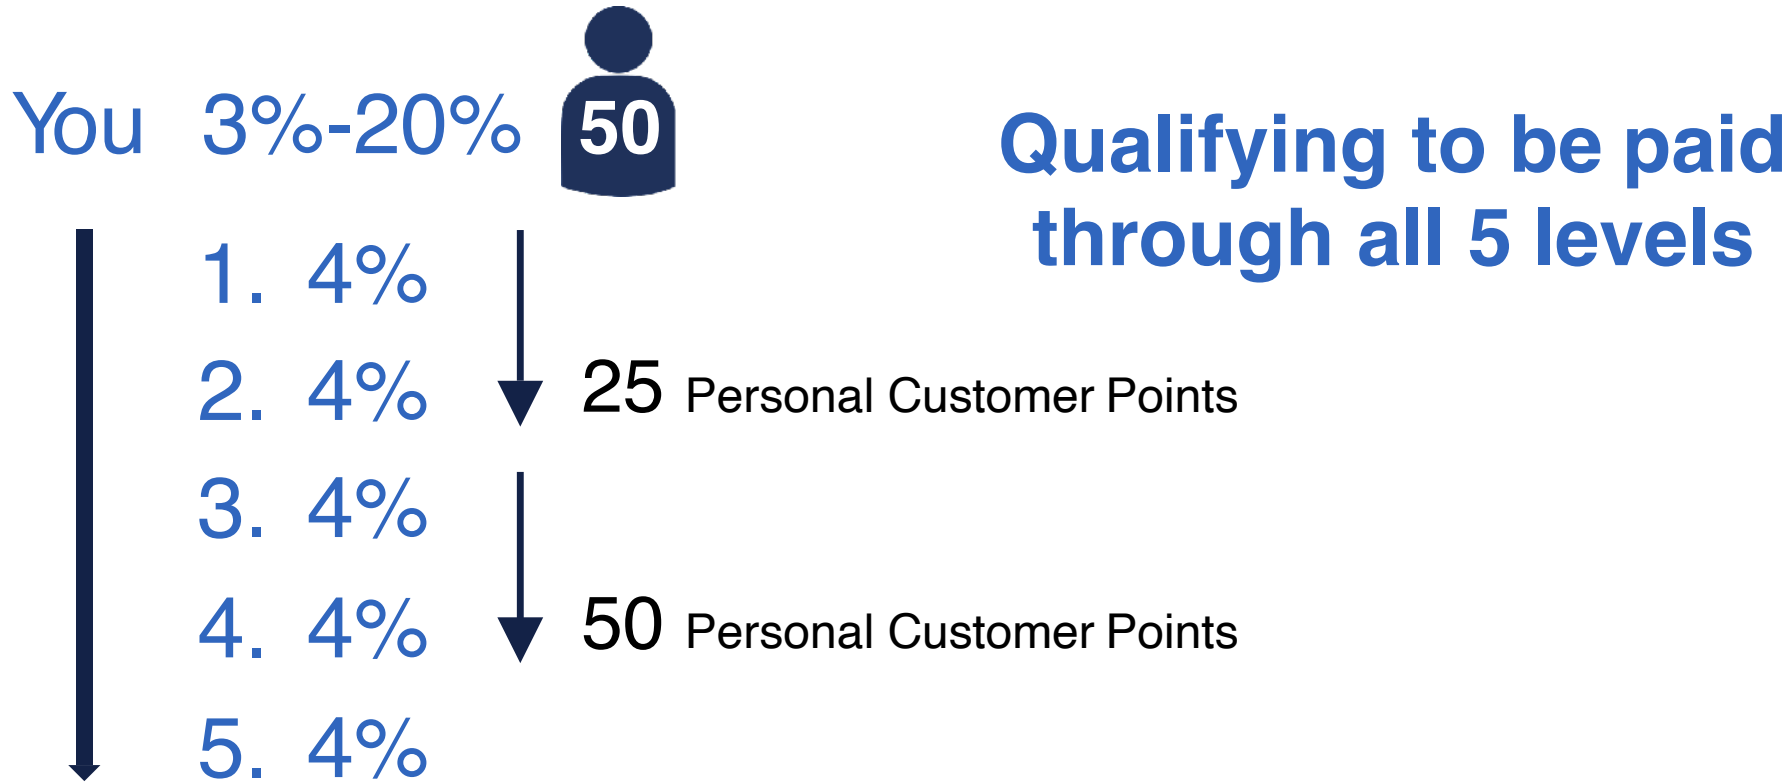 You 3%-20% 50
Qualifying to be paid
through all 5 levels
1. 4%
2. 4% 25 Personal Customer Points
3. 4%
4. 4% 50 Personal Customer Points
5. 4%